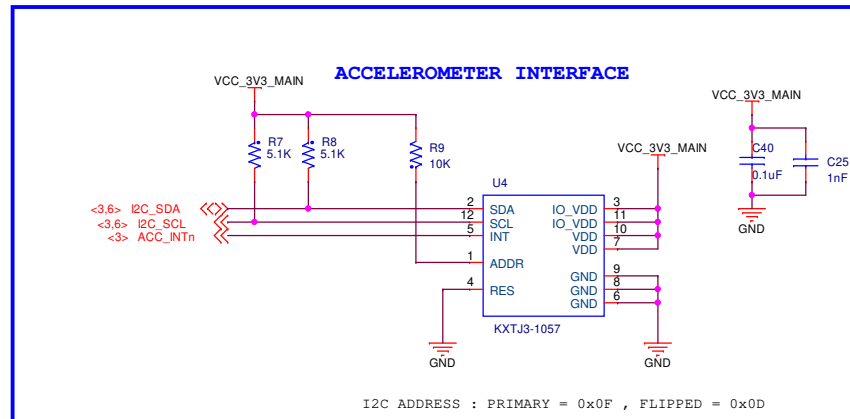 ACCELEROMETER INTERFACE
VCC_3V3_MAIN
VCC_3V3_MAIN
R7
5.1K
R8
5.1K
R9
10K
C40
0.1uF
C25
1nF
GND
VCC_3V3_MAIN
U4
<3,6> I2C_SDA
<3,6> I2C_SCL
<3> ACC_INTn
2 SDA
12 SCL
5 INT
1 ADDR
4 RES
IO_VDD 3
IO_VDD 11
VDD 10
VDD 7
GND 9
GND 8
GND 6
KXTJ3-1057
GND
GND
I2C ADDRESS : PRIMARY = 0x0F , FLIPPED = 0x0D